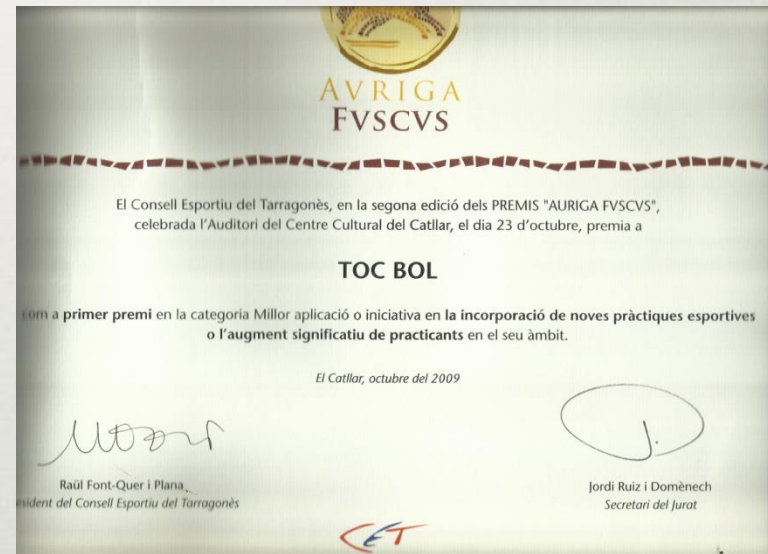 AVRIGA
FVSCVS
El Consell Esportiu del Tarragonès, en la segona edició dels PREMIS "AURIGA FVSCVS",
celebrada l'Auditori del Centre Cultural del Catllar, el dia 23 d'octubre, premia a
TOC BOL
com a primer premi en la categoria Millor aplicació o iniciativa en la incorporació de noves pràctiques esportives
o l'augment significatiu de practicants en el seu àmbit.
El Catllar, octubre del 2009
Raül Font-Quer i Plana
Jordi Ruiz i Domènech
esident del Consell Esportiu del Tarragonès
Secretari del Jurat
CET